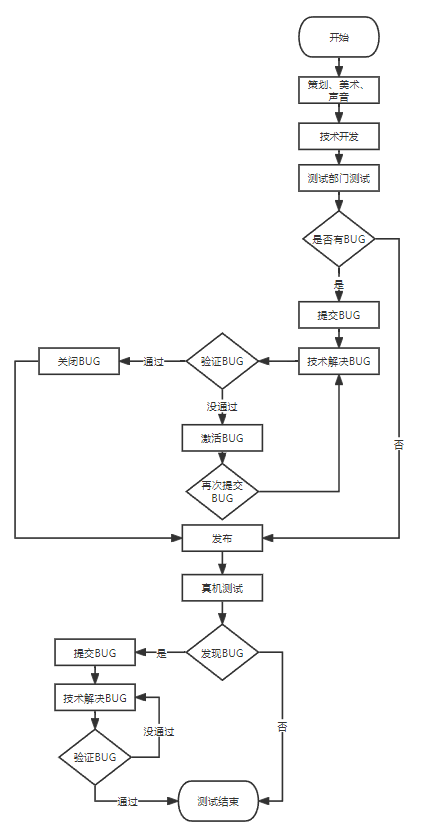 开始
策划、美术、
声音
技术开发
测试部门测试
是否有BUG
是
提交BUG
技术解决BUG
验证BUG
通过
关闭BUG
没通过
激活BUG
否
再次提交
BUG
发布
真机测试
发现BUG
是
提交BUG
技术解决BUG
没通过
否
验证BUG
通过
测试结束